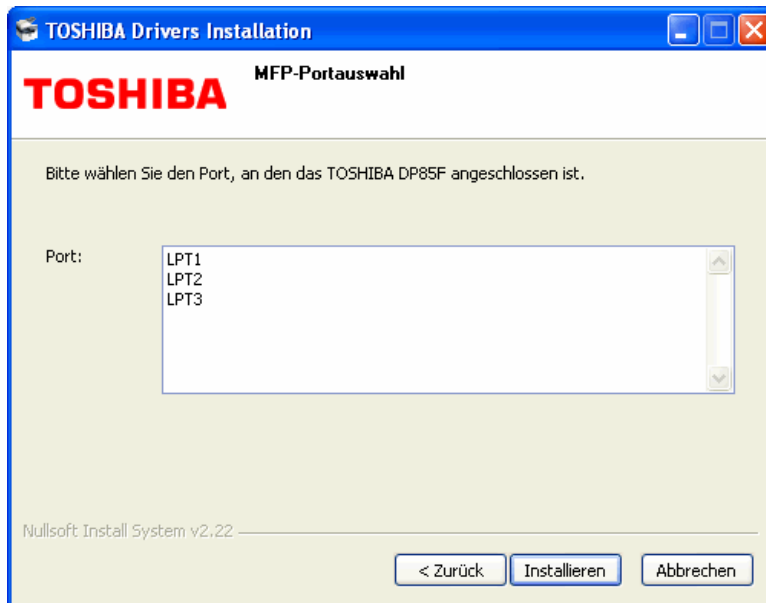 TOSHIBA Drivers Installation
TOSHIBA
MFP-Portauswahl
Bitte wählen Sie den Port, an den das TOSHIBA DP85F angeschlossen ist.
Port:
LPT1
LPT2
LPT3
Nullsoft Install System v2.22
< Zurück
Installieren
Abbrechen